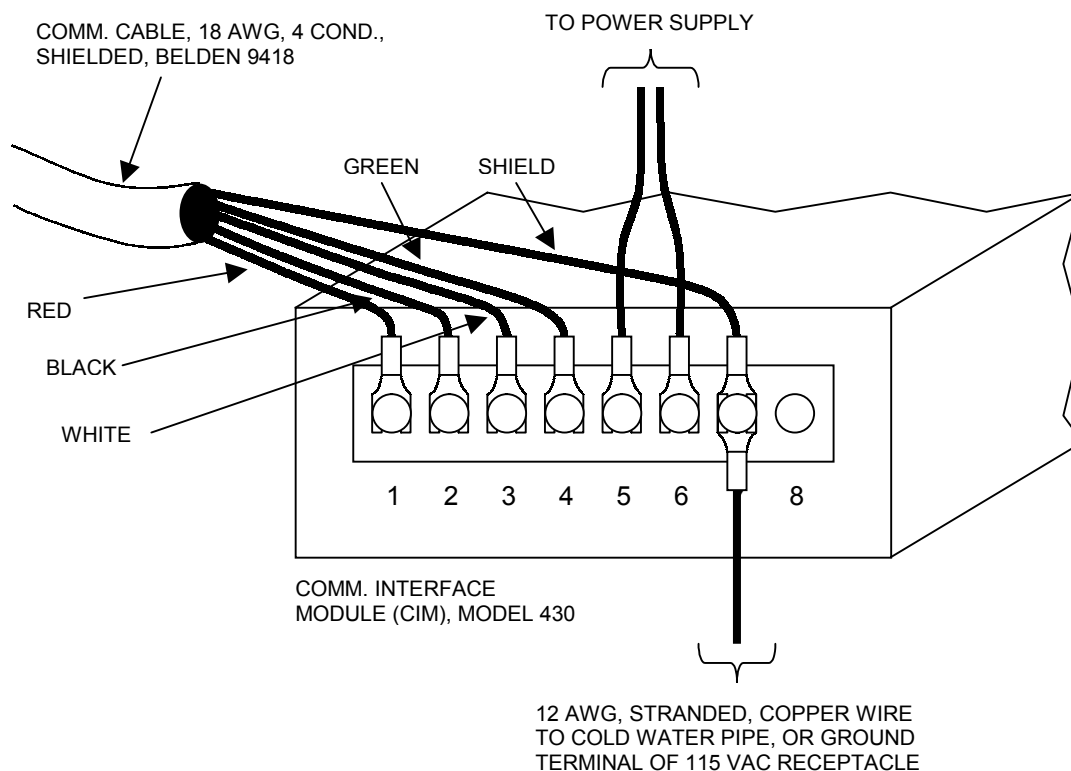 COMM. CABLE, 18 AWG, 4 COND.,
SHIELDED, BELDEN 9418
TO POWER SUPPLY
GREEN
SHIELD
RED
BLACK
WHITE
1 2 3 4 5 6 8
COMM. INTERFACE
MODULE (CIM), MODEL 430
12 AWG, STRANDED, COPPER WIRE
TO COLD WATER PIPE, OR GROUND
TERMINAL OF 115 VAC RECEPTACLE